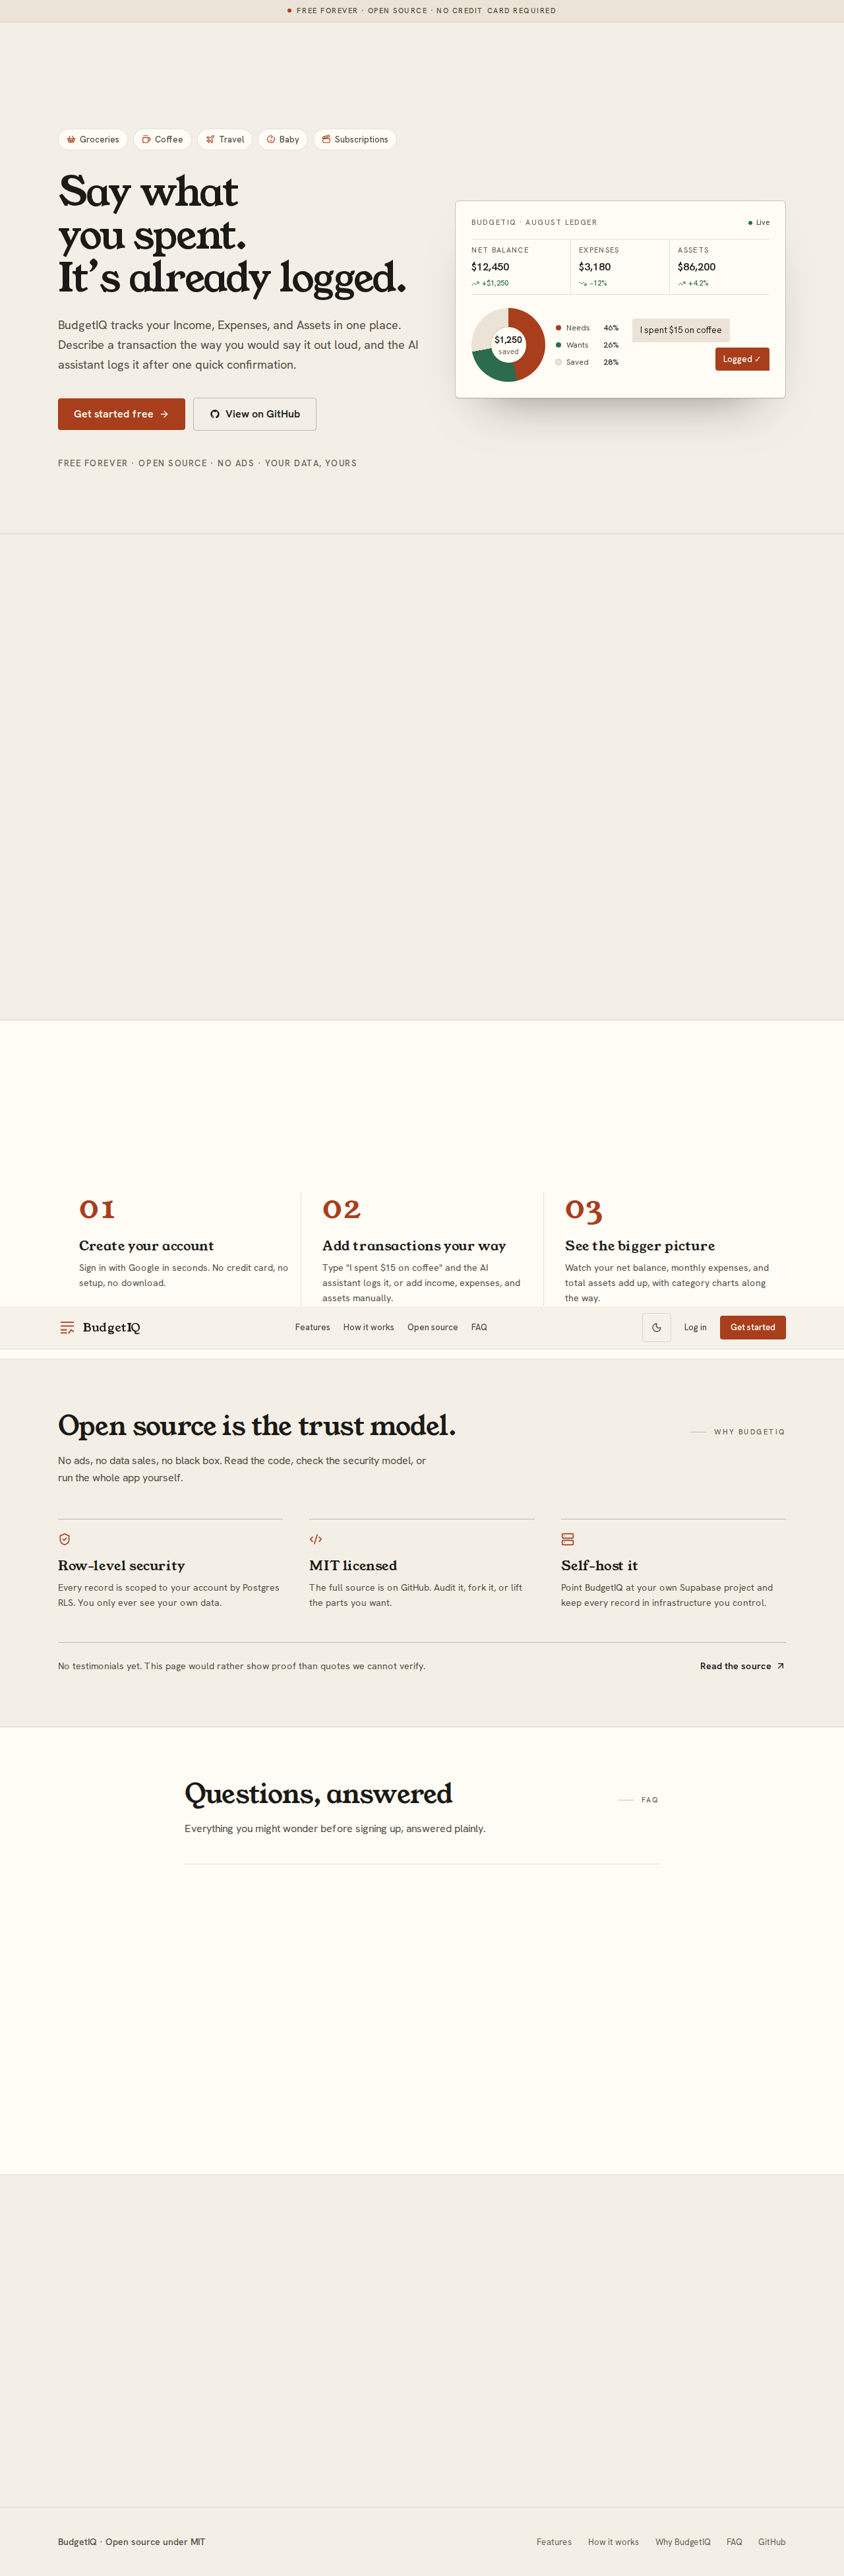 FREE FOREVER · OPEN SOURCE · NO CREDIT CARD REQUIRED
Groceries
Coffee
Travel
Baby
Subscriptions
Say what
you spent.
It's already logged.
BudgetIQ tracks your Income, Expenses, and Assets in one place.
Describe a transaction the way you would say it out loud, and the AI
assistant logs it after one quick confirmation.
Get started free →
View on GitHub
FREE FOREVER · OPEN SOURCE · NO ADS · YOUR DATA, YOURS
BUDGETIQ · AUGUST LEDGER
Live
NET BALANCE
$12,450
+$1,250
EXPENSES
$3,180
−12%
ASSETS
$86,200
+4.2%
$1,250
saved
Needs 46%
Wants 26%
Saved 28%
I spent $15 on coffee
Logged ✓
01
Create your account
Sign in with Google in seconds. No credit card, no
setup, no download.
02
Add transactions your way
Type "I spent $15 on coffee" and the AI
assistant logs it, or add income, expenses, and
assets manually.
03
See the bigger picture
Watch your net balance, monthly expenses, and
total assets add up, with category charts along
the way.
BudgetIQ
Features
How it works
Open source
FAQ
Log in
Get started
Open source is the trust model.
WHY BUDGETIQ
No ads, no data sales, no black box. Read the code, check the security model, or
run the whole app yourself.
Row-level security
Every record is scoped to your account by Postgres
RLS. You only ever see your own data.
MIT licensed
The full source is on GitHub. Audit it, fork it, or lift
the parts you want.
Self-host it
Point BudgetIQ at your own Supabase project and
keep every record in infrastructure you control.
No testimonials yet. This page would rather show proof than quotes we cannot verify.
Read the source
Questions, answered
FAQ
Everything you might wonder before signing up, answered plainly.
BudgetIQ · Open source under MIT
Features
How it works
Why BudgetIQ
FAQ
GitHub